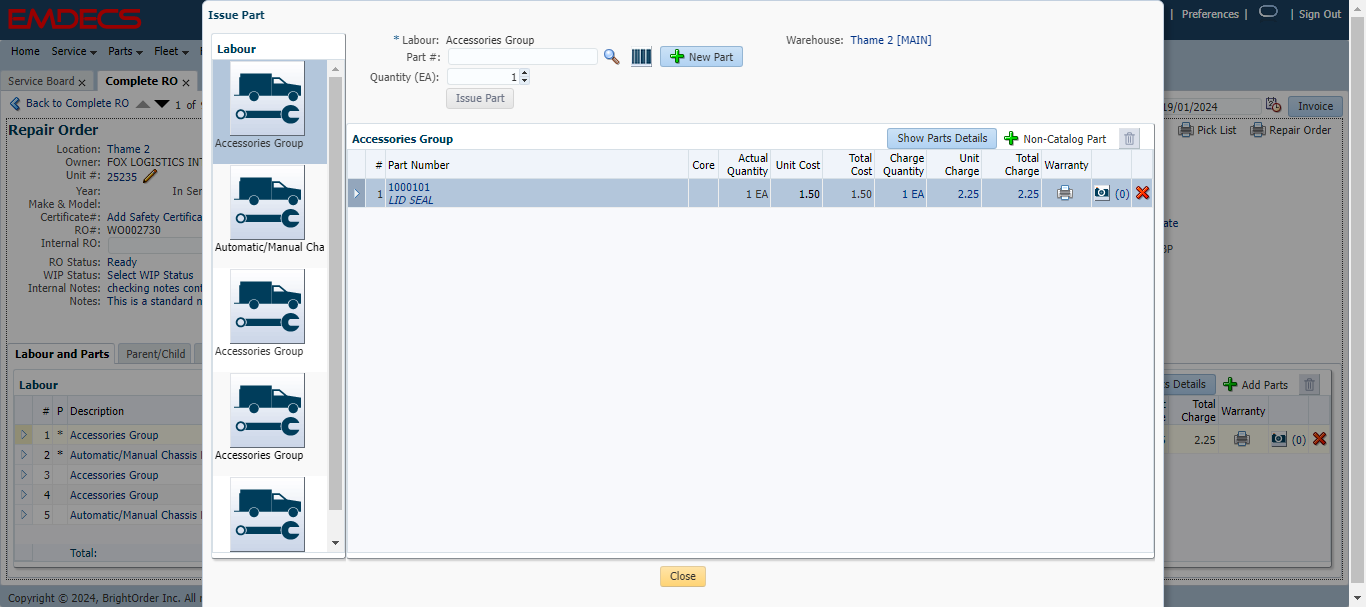 EMDECS
Issue Part
| Preferences | | Sign Out
Home Service Parts Fleet
Service Board x Complete RO x
Back to Complete RO 1 of
Repair Order
Location: Thame 2
Owner: FOX LOGISTICS INT
Unit #: 25235
Year: In Ser
Make & Model:
Certificate#: Add Safety Certifica
RO#: WO002730
Internal RO:
RO Status: Ready
WIP Status: Select WIP Status
Internal Notes: checking notes cont
Notes: This is a standard n
Labour and Parts Parent/Child
Labour
# P Description
1 * Accessories Group
2 * Automatic/Manual Chassis
3 Accessories Group
4 Accessories Group
5 Automatic/Manual Chassis
Total:
Copyright © 2024, BrightOrder Inc. All
Labour
Accessories Group
Automatic/Manual Cha
Accessories Group
Accessories Group
* Labour: Accessories Group
Part #: New Part
Quantity (EA): 1
Issue Part
Warehouse: Thame 2 [MAIN]
Accessories Group Show Parts Details Non-Catalog Part
# Part Number Core Actual Quantity Unit Cost Total Cost Charge Quantity Unit Charge Total Charge Warranty
1 1000101 1 EA 1.50 1.50 1 EA 2.25 2.25 (0)
LID SEAL
Close
19/01/2024 Invoice
Pick List Repair Order
ate
BP
s Details Add Parts
Total Charge Warranty
2.25 (0)